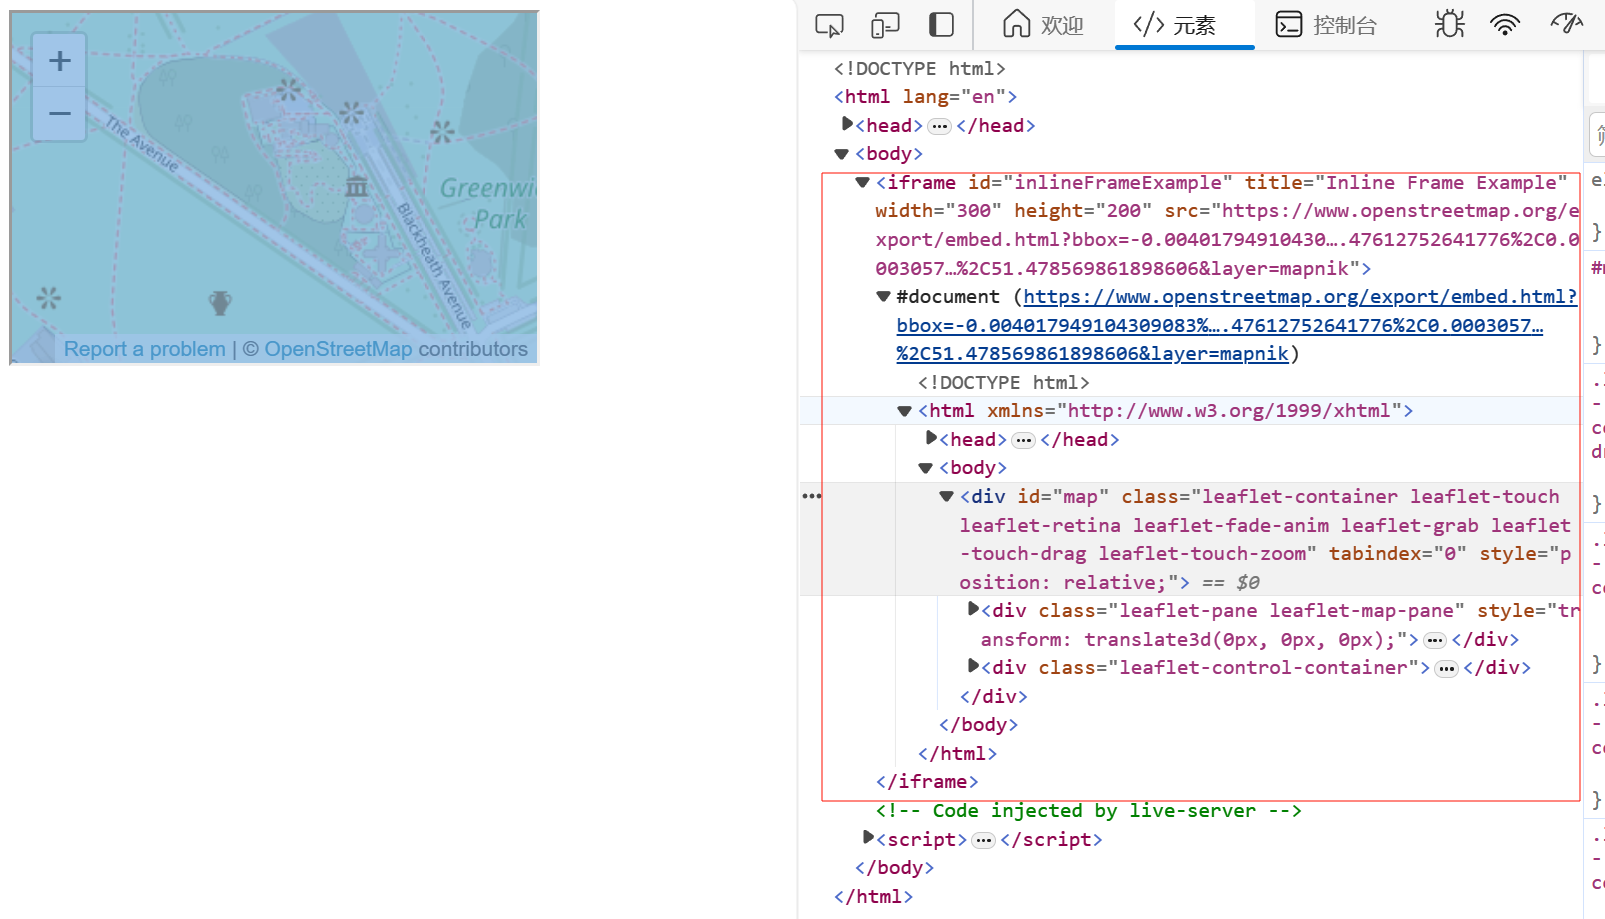 +
−
The Avenue
Blackheath Avenue
Greenwi
Park
Report a problem | © OpenStreetMap contributors
欢迎
</> 元素
控制台
<!DOCTYPE html>
<html lang="en">
<head> ••• </head>
<body>
<iframe id="inlineFrameExample" title="Inline Frame Example"
width="300" height="200" src="https://www.openstreetmap.org/e
xport/embed.html?bbox=-0.00401794910430….47612752641776%2C0.0
003057…%2C51.478569861898606&layer=mapnik">
#document (https://www.openstreetmap.org/export/embed.html?
bbox=-0.004017949104309083%….47612752641776%2C0.0003057…
%2C51.478569861898606&layer=mapnik)
<!DOCTYPE html>
<html xmlns="http://www.w3.org/1999/xhtml">
<head> ••• </head>
<body>
••• <div id="map" class="leaflet-container leaflet-touch
leaflet-retina leaflet-fade-anim leaflet-grab leaflet
-touch-drag leaflet-touch-zoom" tabindex="0" style="p
osition: relative;"> == $0
<div class="leaflet-pane leaflet-map-pane" style="tr
ansform: translate3d(0px, 0px, 0px);"> ••• </div>
<div class="leaflet-control-container"> ••• </div>
</div>
</body>
</html>
</iframe>
<!-- Code injected by live-server -->
<script> ••• </script>
</body>
</html>
}
}
}
}
}